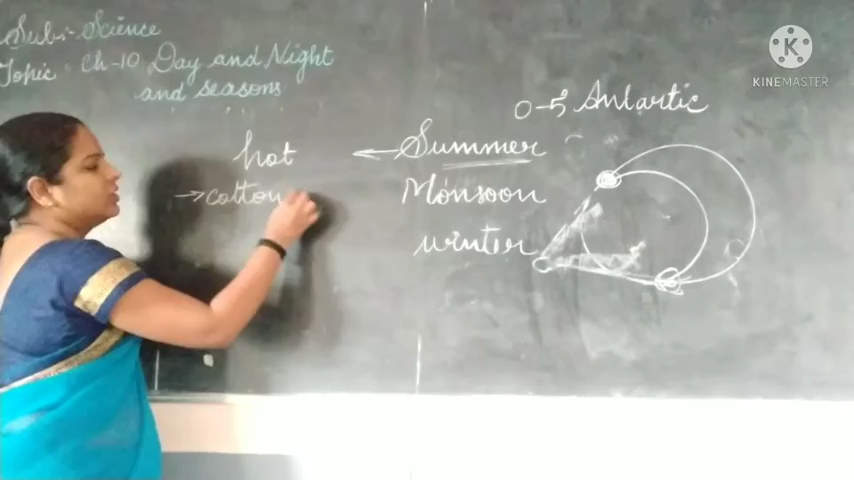 Sub:- Science
Topic : Ch-10 Day and Night
and seasons
0-5° Antartic
hot ← Summer
→ cotton Monsoon
winter
K
KINEMASTER